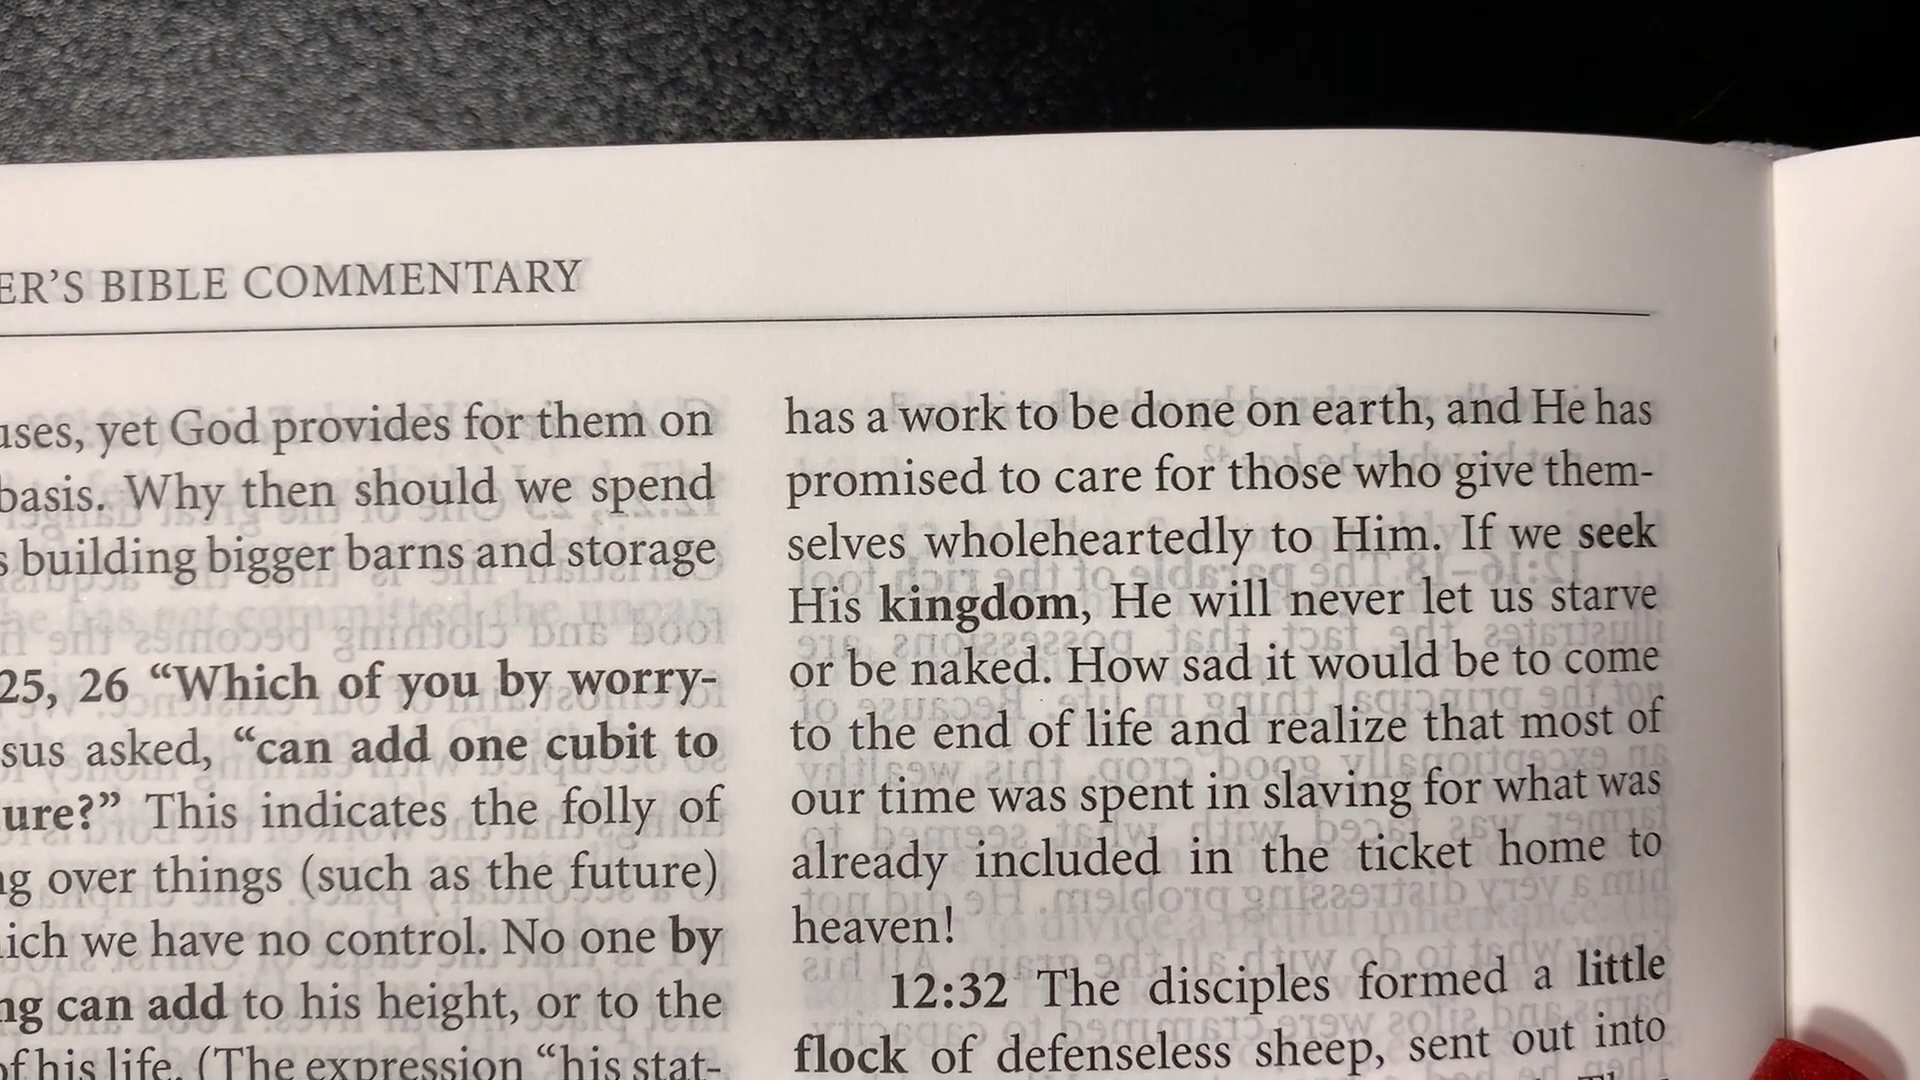 ER'S BIBLE COMMENTARY
yet God provides for them on
basis. Why then should we spend
building bigger barns and storage
25, 26 “Which of you by worry-
asked, “can add one cubit to
ure?” This indicates the folly of
over things (such as the future)
we have no control. No one by
can add to his height, or to the
of his life. (The expression “his stat-
has a work to be done on earth, and He has
promised to care for those who give them-
selves wholeheartedly to Him. If we seek
His kingdom, He will never let us starve
or be naked. How sad it would be to come
to the end of life and realize that most of
our time was spent in slaving for what was
already included in the ticket home to
heaven!
12:32 The disciples formed a little
flock of defenseless sheep, sent out into